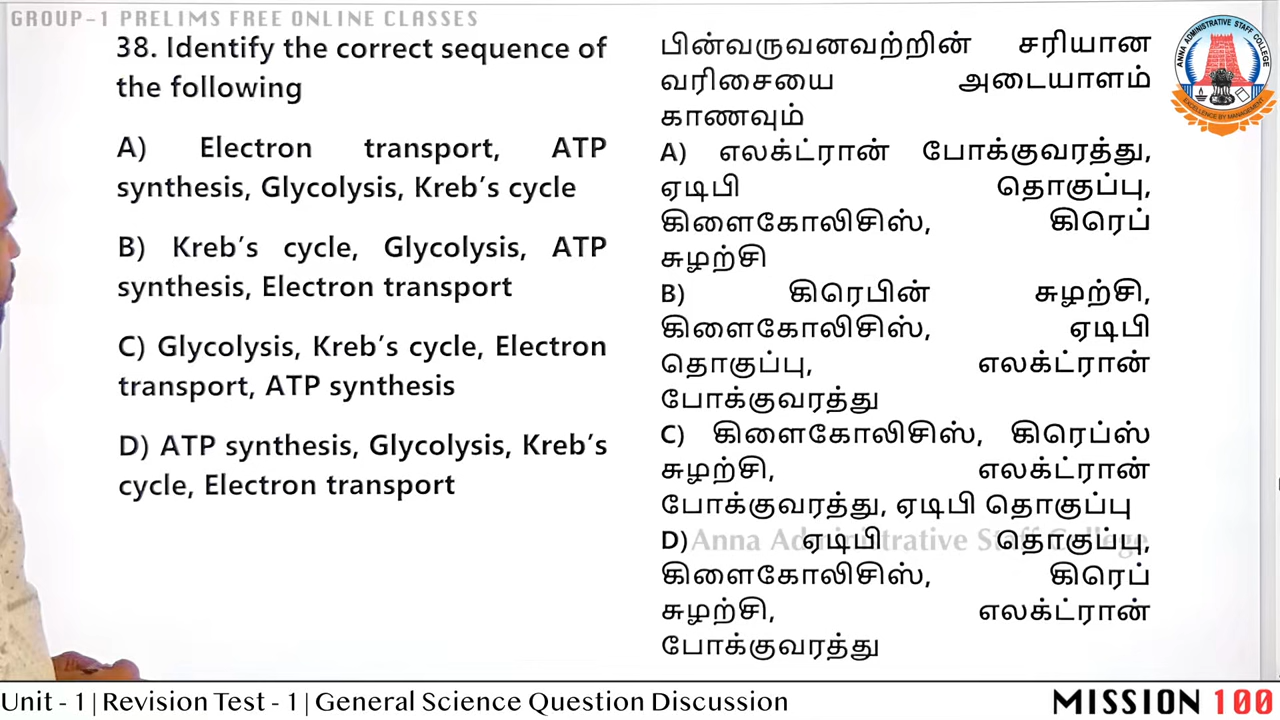 GROUP-1 PRELIMS FREE ONLINE CLASSES
38. Identify the correct sequence of
the following
A) Electron transport, ATP
synthesis, Glycolysis, Kreb's cycle
B) Kreb's cycle, Glycolysis, ATP
synthesis, Electron transport
C) Glycolysis, Kreb's cycle, Electron
transport, ATP synthesis
D) ATP synthesis, Glycolysis, Kreb's
cycle, Electron transport
பின்வருவனவற்றின் சரியான
வரிசையை அடையாளம்
காணவும்
A) எலக்ட்ரான் போக்குவரத்து,
ஏடிபி தொகுப்பு,
கிளைகோலிசிஸ், கிரெப்
சுழற்சி
B) கிரெபின் சுழற்சி,
கிளைகோலிசிஸ், ஏடிபி
தொகுப்பு, எலக்ட்ரான்
போக்குவரத்து
C) கிளைகோலிசிஸ், கிரெப்ஸ்
சுழற்சி, எலக்ட்ரான்
போக்குவரத்து, ஏடிபி தொகுப்பு
D) ஏடிபி தொகுப்பு,
கிளைகோலிசிஸ், கிரெப்
சுழற்சி, எலக்ட்ரான்
போக்குவரத்து
Anna Administrative Staff College
ANNA ADMINISTRATIVE STAFF COLLEGE
EXCELLENCE BY MANAGEMENT
Unit - 1 | Revision Test - 1 | General Science Question Discussion
MISSION 100